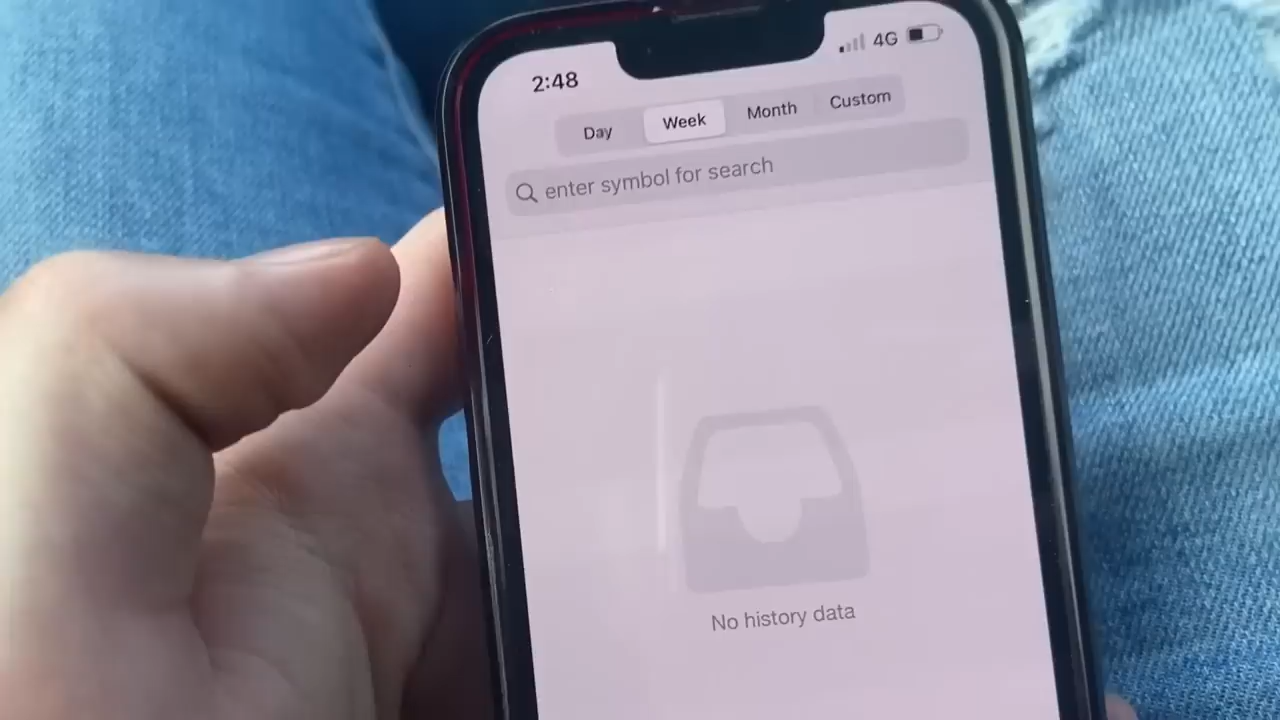 2:48
4G
Day Week Month Custom
enter symbol for search
No history data